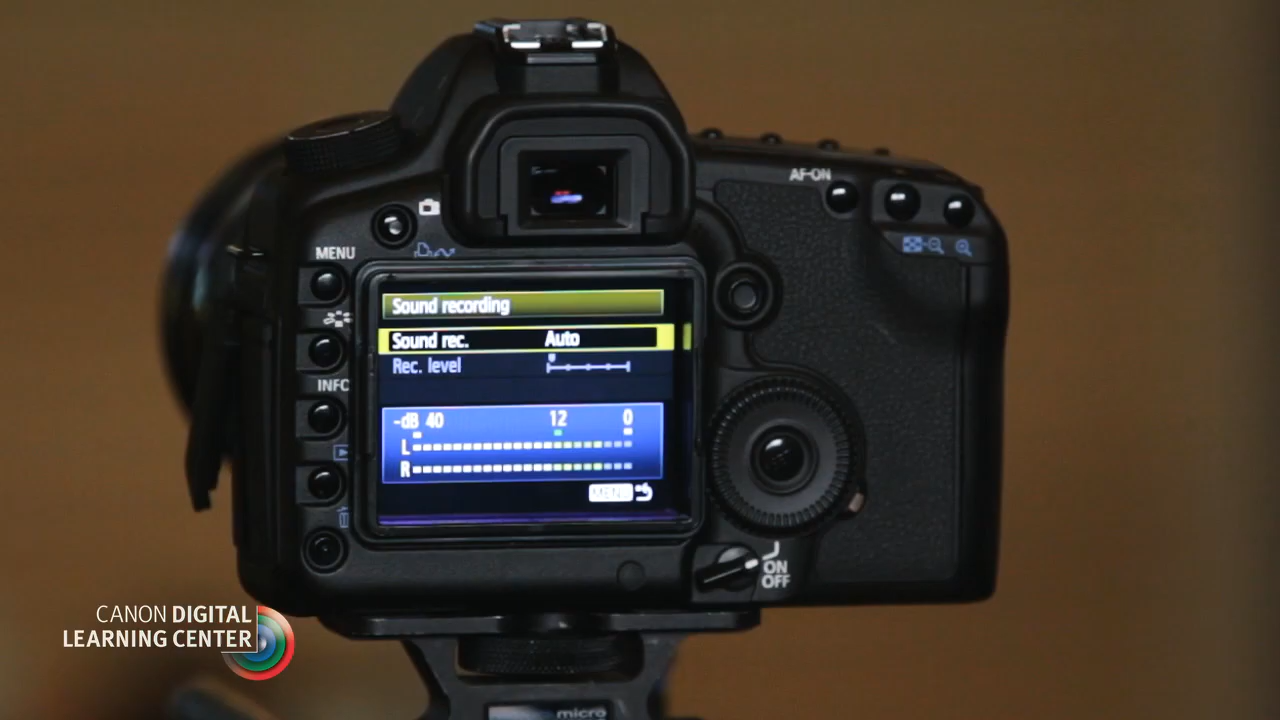 AF-ON
MENU
Sound recording
Sound rec. Auto
Rec. level
INFO
-dB 40 12 0
L
R
MENU
ON
OFF
CANON DIGITAL
LEARNING CENTER
micro